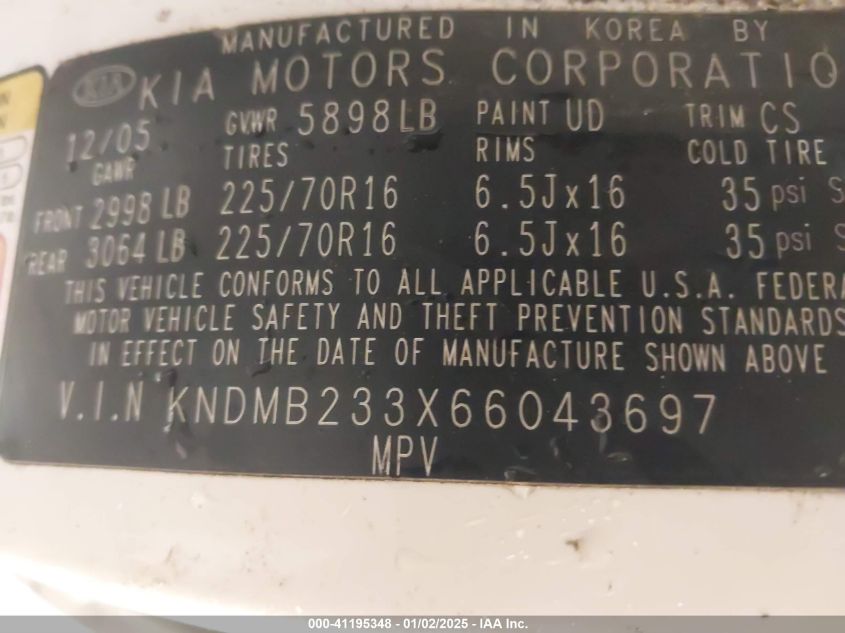 MANUFACTURED IN KOREA BY
KIA KIA MOTORS CORPORATIO
12/05 GVWR 5898LB PAINT UD TRIM CS
GAWR TIRES RIMS COLD TIRE
FRONT 2998 LB 225/70R16 6.5Jx16 35 psi S
REAR 3064 LB 225/70R16 6.5Jx16 35 psi S
THIS VEHICLE CONFORMS TO ALL APPLICABLE U.S.A. FEDERA
MOTOR VEHICLE SAFETY AND THEFT PREVENTION STANDARDS
IN EFFECT ON THE DATE OF MANUFACTURE SHOWN ABOVE
V.I.N KNDMB233X66043697
MPV
000-41195348 - 01/02/2025 - IAA Inc.